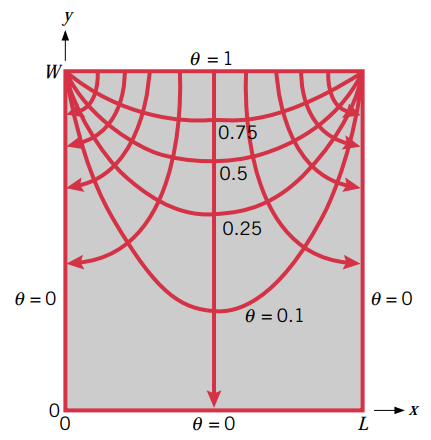 y
θ = 1
W
0.75
0.5
0.25
θ = 0
θ = 0
θ = 0.1
0
x
0
θ = 0
L